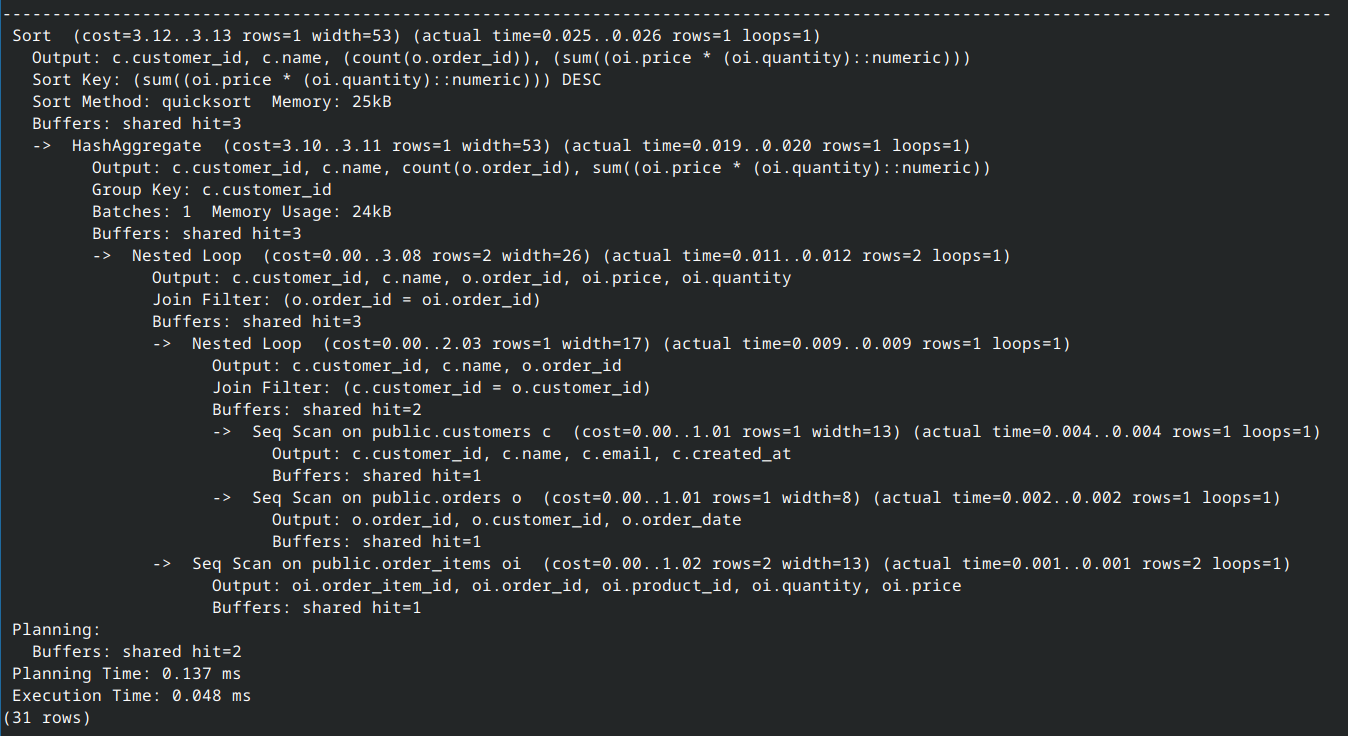 -------------------------------------------------------------------------------------------------------------------------------------
Sort  (cost=3.12..3.13 rows=1 width=53) (actual time=0.025..0.026 rows=1 loops=1)
  Output: c.customer_id, c.name, (count(o.order_id)), (sum((oi.price * (oi.quantity)::numeric)))
  Sort Key: (sum((oi.price * (oi.quantity)::numeric))) DESC
  Sort Method: quicksort  Memory: 25kB
  Buffers: shared hit=3
  ->  HashAggregate  (cost=3.10..3.11 rows=1 width=53) (actual time=0.019..0.020 rows=1 loops=1)
        Output: c.customer_id, c.name, count(o.order_id), sum((oi.price * (oi.quantity)::numeric))
        Group Key: c.customer_id
        Batches: 1  Memory Usage: 24kB
        Buffers: shared hit=3
        ->  Nested Loop  (cost=0.00..3.08 rows=2 width=26) (actual time=0.011..0.012 rows=2 loops=1)
              Output: c.customer_id, c.name, o.order_id, oi.price, oi.quantity
              Join Filter: (o.order_id = oi.order_id)
              Buffers: shared hit=3
              ->  Nested Loop  (cost=0.00..2.03 rows=1 width=17) (actual time=0.009..0.009 rows=1 loops=1)
                    Output: c.customer_id, c.name, o.order_id
                    Join Filter: (c.customer_id = o.customer_id)
                    Buffers: shared hit=2
                    ->  Seq Scan on public.customers c  (cost=0.00..1.01 rows=1 width=13) (actual time=0.004..0.004 rows=1 loops=1)
                          Output: c.customer_id, c.name, c.email, c.created_at
                          Buffers: shared hit=1
                    ->  Seq Scan on public.orders o  (cost=0.00..1.01 rows=1 width=8) (actual time=0.002..0.002 rows=1 loops=1)
                          Output: o.order_id, o.customer_id, o.order_date
                          Buffers: shared hit=1
              ->  Seq Scan on public.order_items oi  (cost=0.00..1.02 rows=2 width=13) (actual time=0.001..0.001 rows=2 loops=1)
                    Output: oi.order_item_id, oi.order_id, oi.product_id, oi.quantity, oi.price
                    Buffers: shared hit=1
Planning:
  Buffers: shared hit=2
Planning Time: 0.137 ms
Execution Time: 0.048 ms
(31 rows)